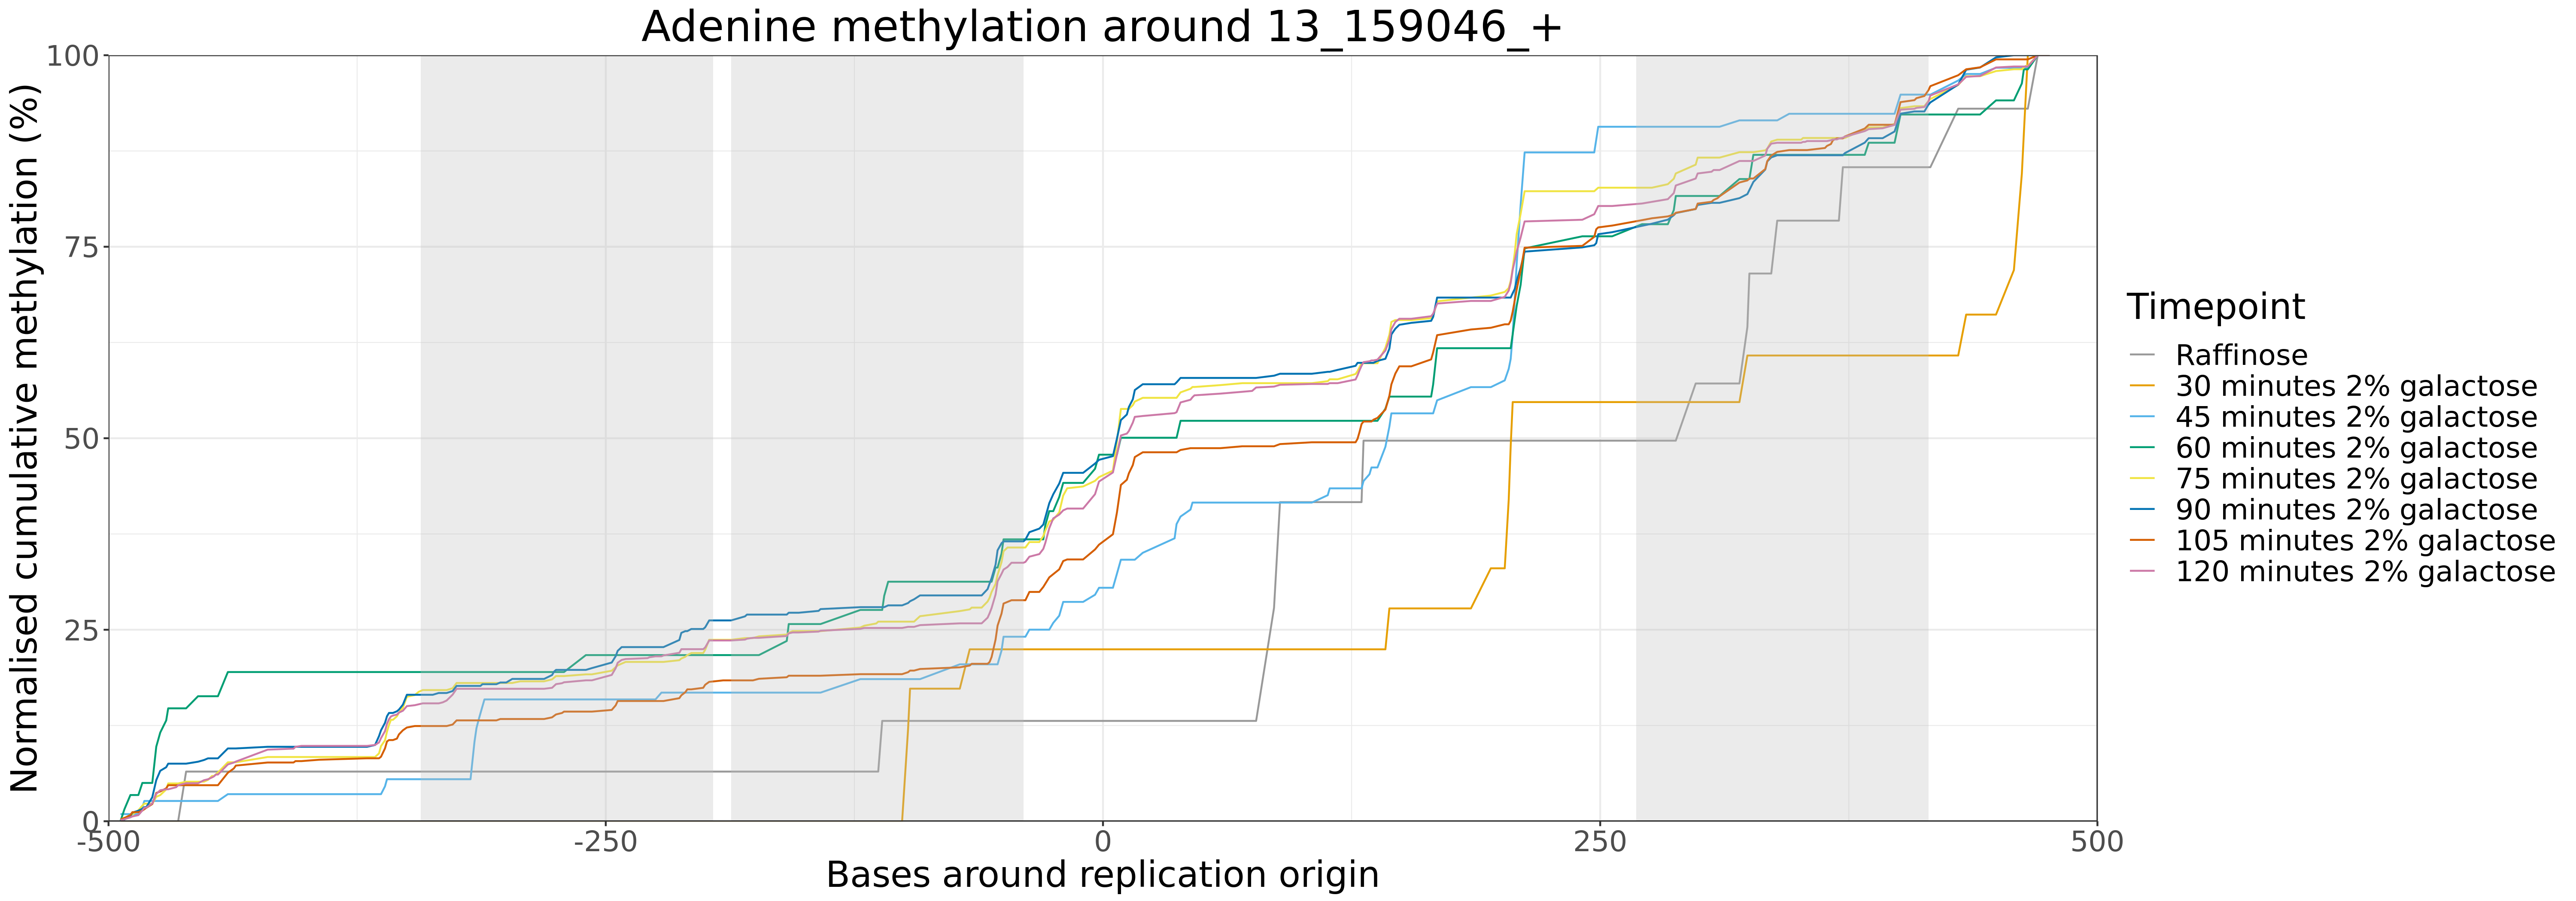 Adenine methylation around 13_159046_+
Normalised cumulative methylation (%)
100
75
50
25
0
-500
-250
0
250
500
Bases around replication origin
Timepoint
Raffinose
30 minutes 2% galactose
45 minutes 2% galactose
60 minutes 2% galactose
75 minutes 2% galactose
90 minutes 2% galactose
105 minutes 2% galactose
120 minutes 2% galactose